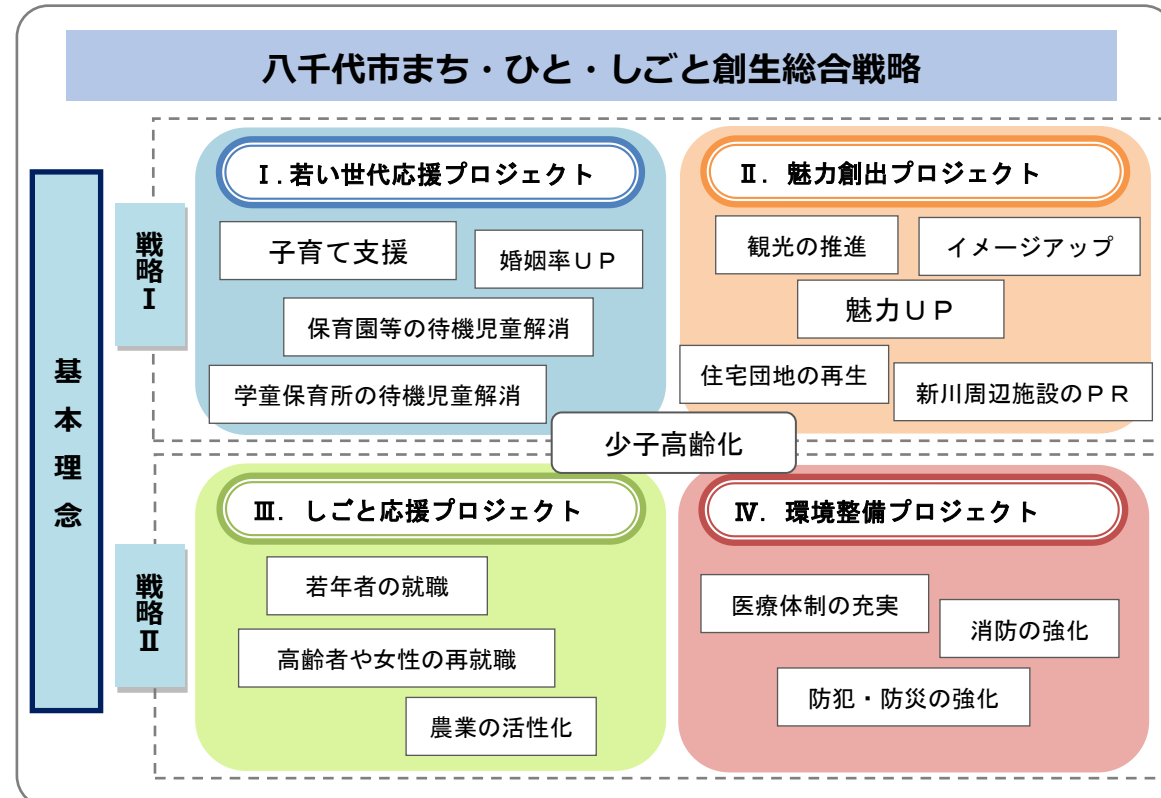 八千代市まち・ひと・しごと創生総合戦略
基本理念
戦略Ⅰ
Ⅰ.若い世代応援プロジェクト
子育て支援
婚姻率ＵＰ
保育園等の待機児童解消
学童保育所の待機児童解消
Ⅱ．魅力創出プロジェクト
観光の推進
イメージアップ
魅力ＵＰ
住宅団地の再生
新川周辺施設のＰＲ
少子高齢化
戦略Ⅱ
Ⅲ．しごと応援プロジェクト
若年者の就職
高齢者や女性の再就職
農業の活性化
Ⅳ．環境整備プロジェクト
医療体制の充実
消防の強化
防犯・防災の強化